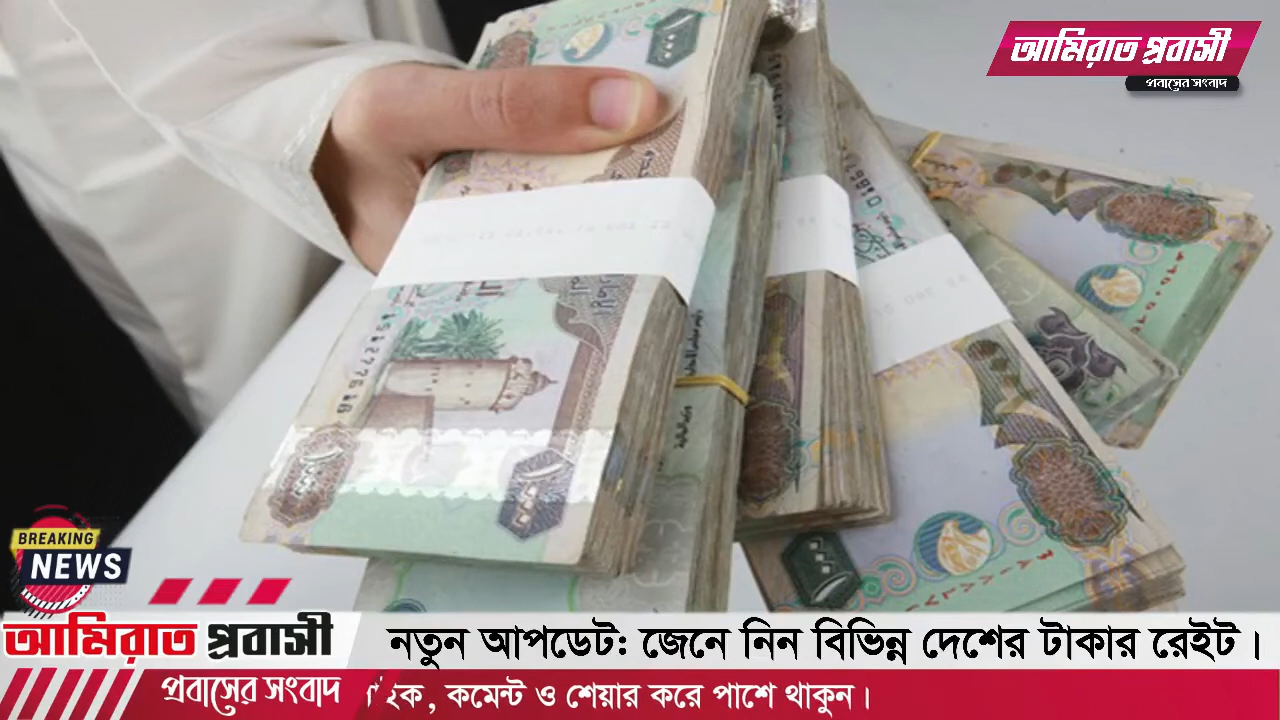 আমিরাত প্রবাসী
প্রবাসের সংবাদ
BREAKING
NEWS
আমিরাত প্রবাসী
নতুন আপডেট: জেনে নিন বিভিন্ন দেশের টাকার রেইট।
প্রবাসের সংবাদ
কমেন্ট ও শেয়ার করে পাশে থাকুন।